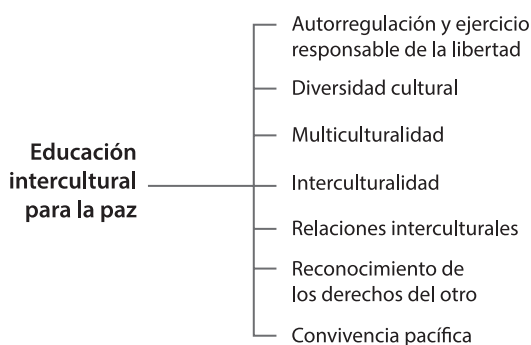 Educación
intercultural
para la paz
Autorregulación y ejercicio
responsable de la libertad
Diversidad cultural
Multiculturalidad
Interculturalidad
Relaciones interculturales
Reconocimiento de
los derechos del otro
Convivencia pacífica